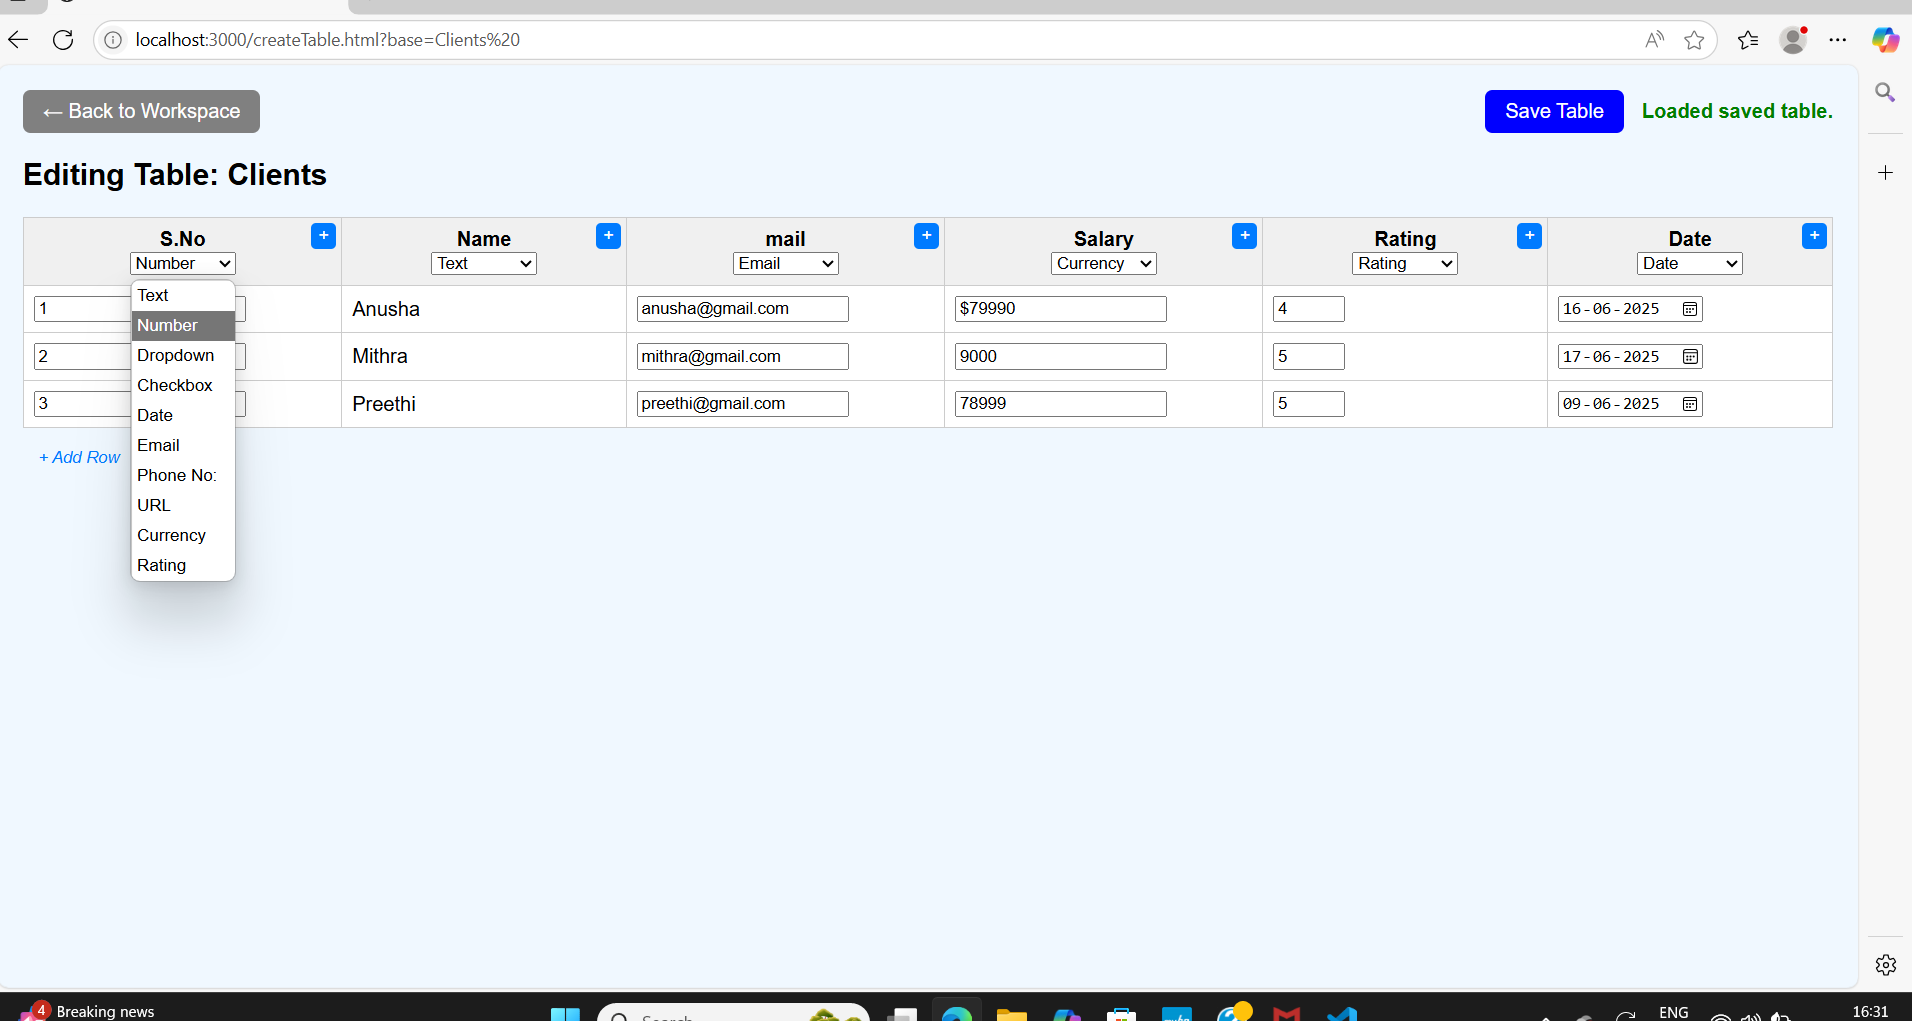 localhost:3000/createTable.html?base=Clients%20
← Back to Workspace
Save Table
Loaded saved table.
Editing Table: Clients
S.No + Name + mail + Salary + Rating + Date +
Number Text Email Currency Rating Date
1 Anusha anusha@gmail.com $79990 4 16-06-2025
2 Mithra mithra@gmail.com 9000 5 17-06-2025
3 Preethi preethi@gmail.com 78999 5 09-06-2025
+ Add Row
Text
Number
Dropdown
Checkbox
Date
Email
Phone No:
URL
Currency
Rating
4 Breaking news
Search
ENG
16:31